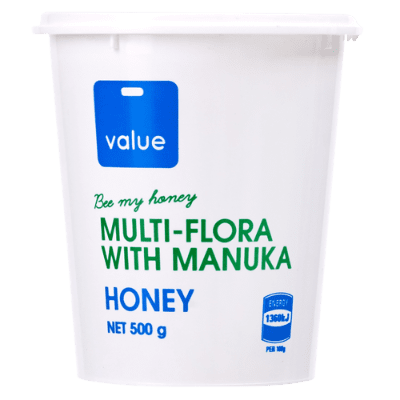 value
Bee my honey
MULTI-FLORA
WITH MANUKA
HONEY
NET 500 g
ENERGY
1360kJ
PER 100g